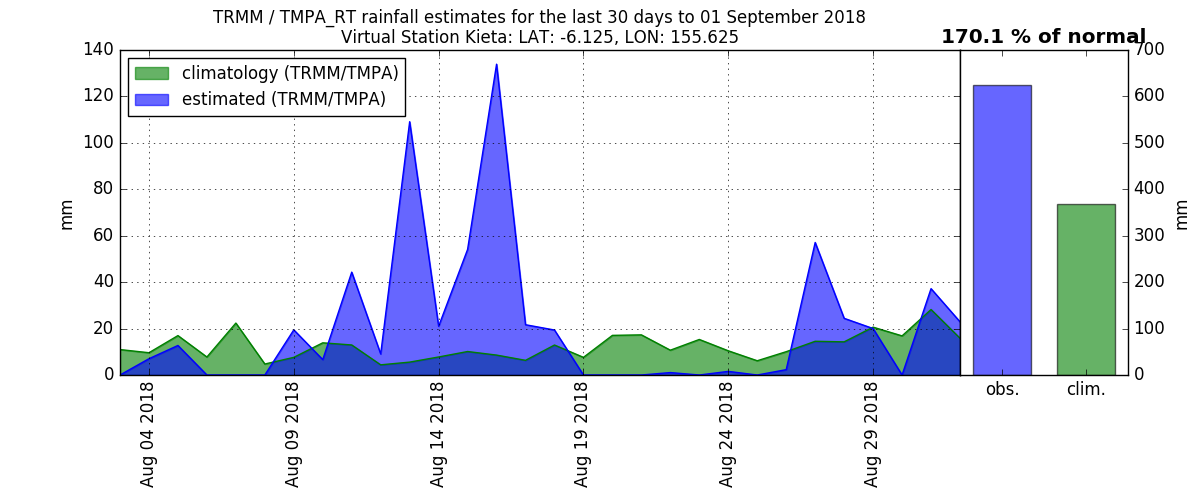 TRMM / TMPA_RT rainfall estimates for the last 30 days to 01 September 2018
Virtual Station Kieta: LAT: -6.125, LON: 155.625
170.1 % of normal
climatology (TRMM/TMPA)
estimated (TRMM/TMPA)
140
120
100
80
60
40
20
0
mm
700
600
500
400
300
200
100
0
mm
Aug 04 2018
Aug 09 2018
Aug 14 2018
Aug 19 2018
Aug 24 2018
Aug 29 2018
obs.
clim.